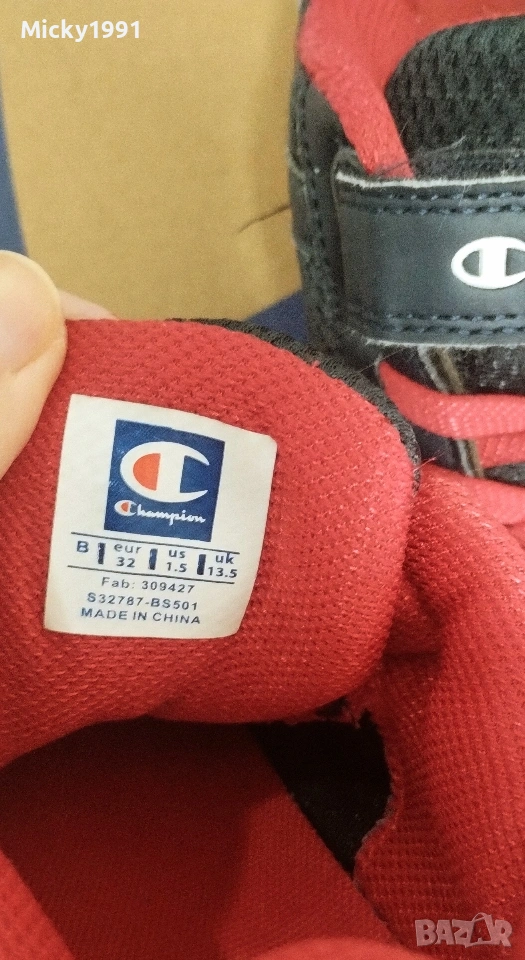 Micky1991
Champion
B eur us uk
32 1.5 13.5
Fab: 309427
S32787-BS501
MADE IN CHINA
BAZAR